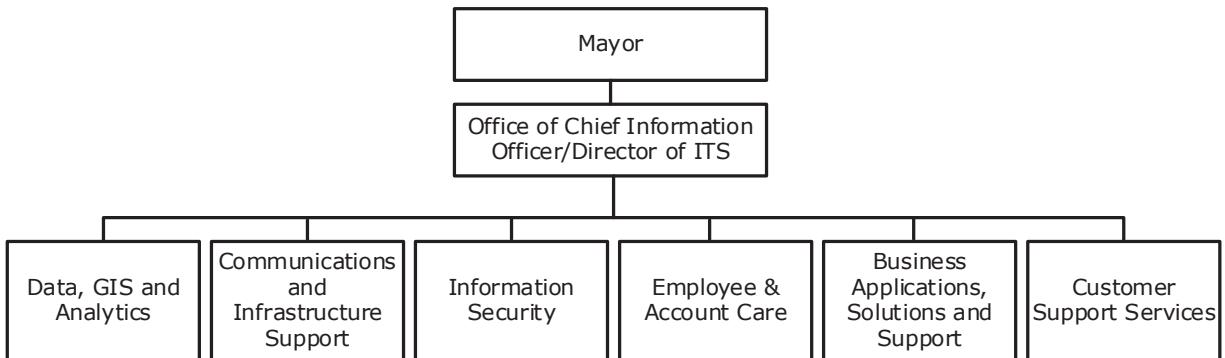 Mayor
Office of Chief Information
Officer/Director of ITS
Data, GIS and
Analytics
Communications
and
Infrastructure
Support
Information
Security
Employee &
Account Care
Business
Applications,
Solutions and
Support
Customer
Support Services